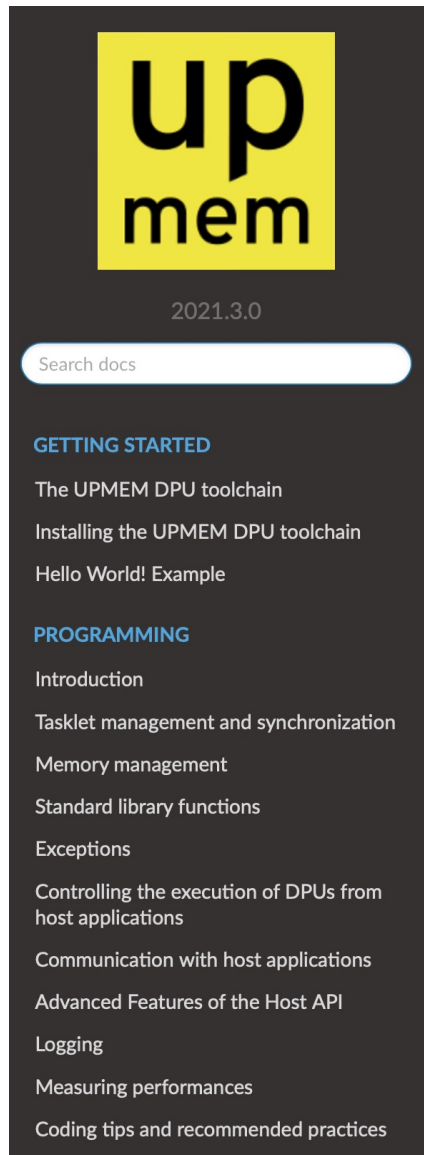 up
mem
2021.3.0
Search docs
GETTING STARTED
The UPMEM DPU toolchain
Installing the UPMEM DPU toolchain
Hello World! Example
PROGRAMMING
Introduction
Tasklet management and synchronization
Memory management
Standard library functions
Exceptions
Controlling the execution of DPUs from
host applications
Communication with host applications
Advanced Features of the Host API
Logging
Measuring performances
Coding tips and recommended practices